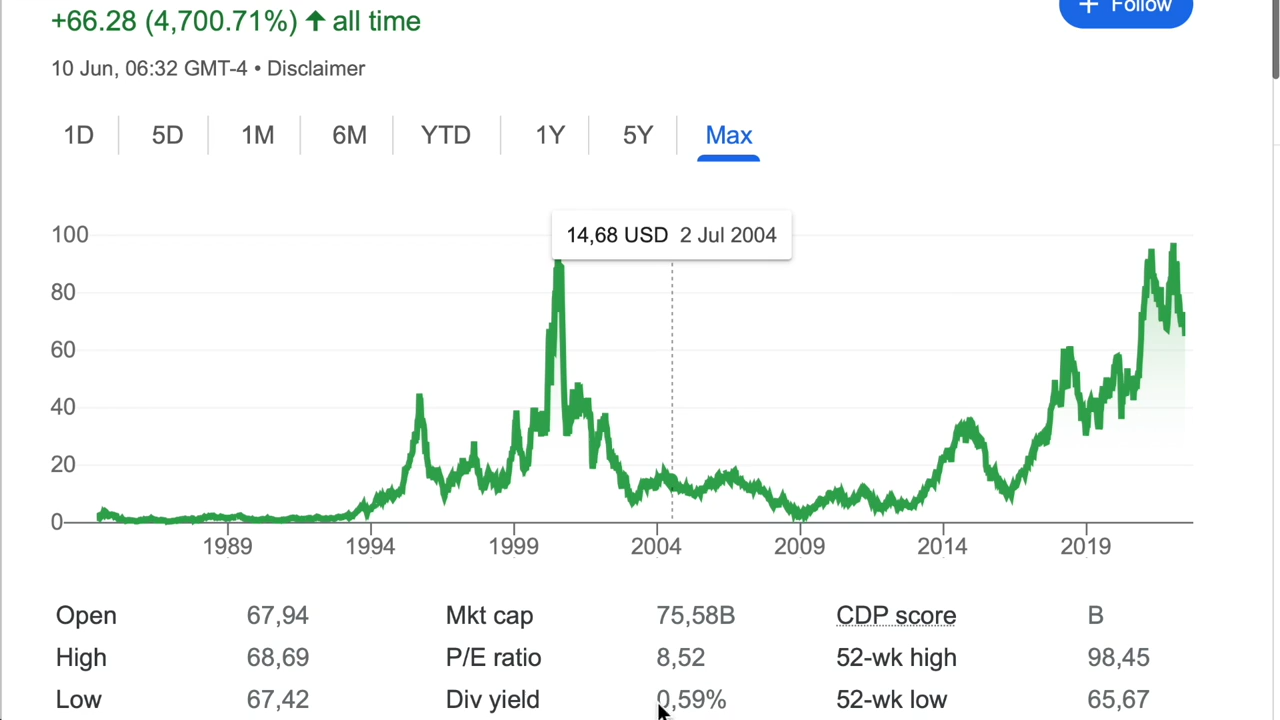 +66.28 (4,700.71%) ↑ all time
+ Follow
10 Jun, 06:32 GMT-4 • Disclaimer
1D 5D 1M 6M YTD 1Y 5Y Max
14,68 USD 2 Jul 2004
100
80
60
40
20
0
1989 1994 1999 2004 2009 2014 2019
Open 67,94 Mkt cap 75,58B CDP score B
High 68,69 P/E ratio 8,52 52-wk high 98,45
Low 67,42 Div yield 0,59% 52-wk low 65,67